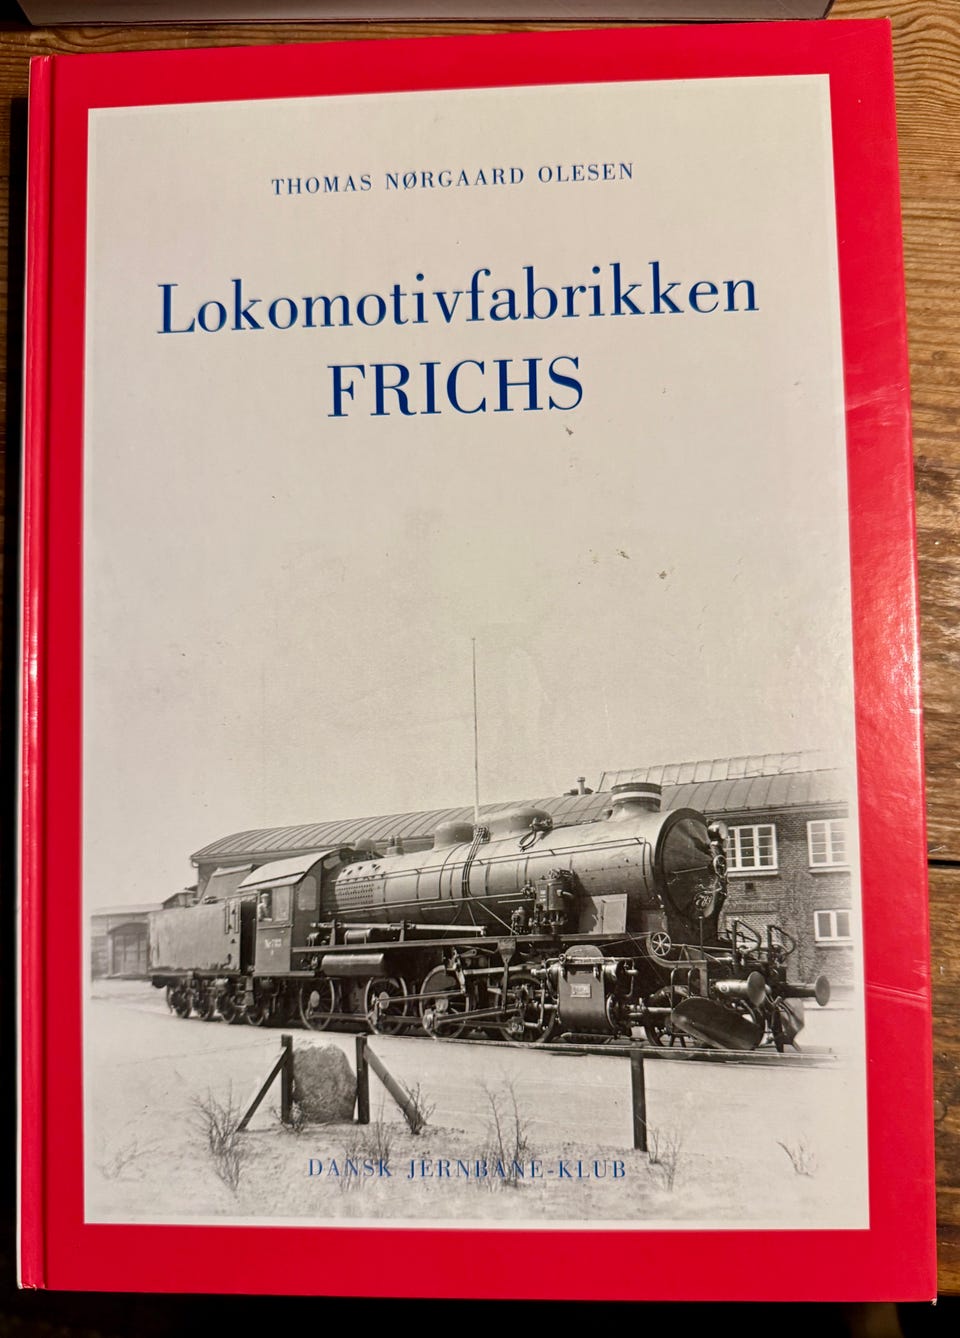 THOMAS NØRGAARD OLESEN
Lokomotivfabrikken
FRICHS
DANSK JERNBANE-KLUB